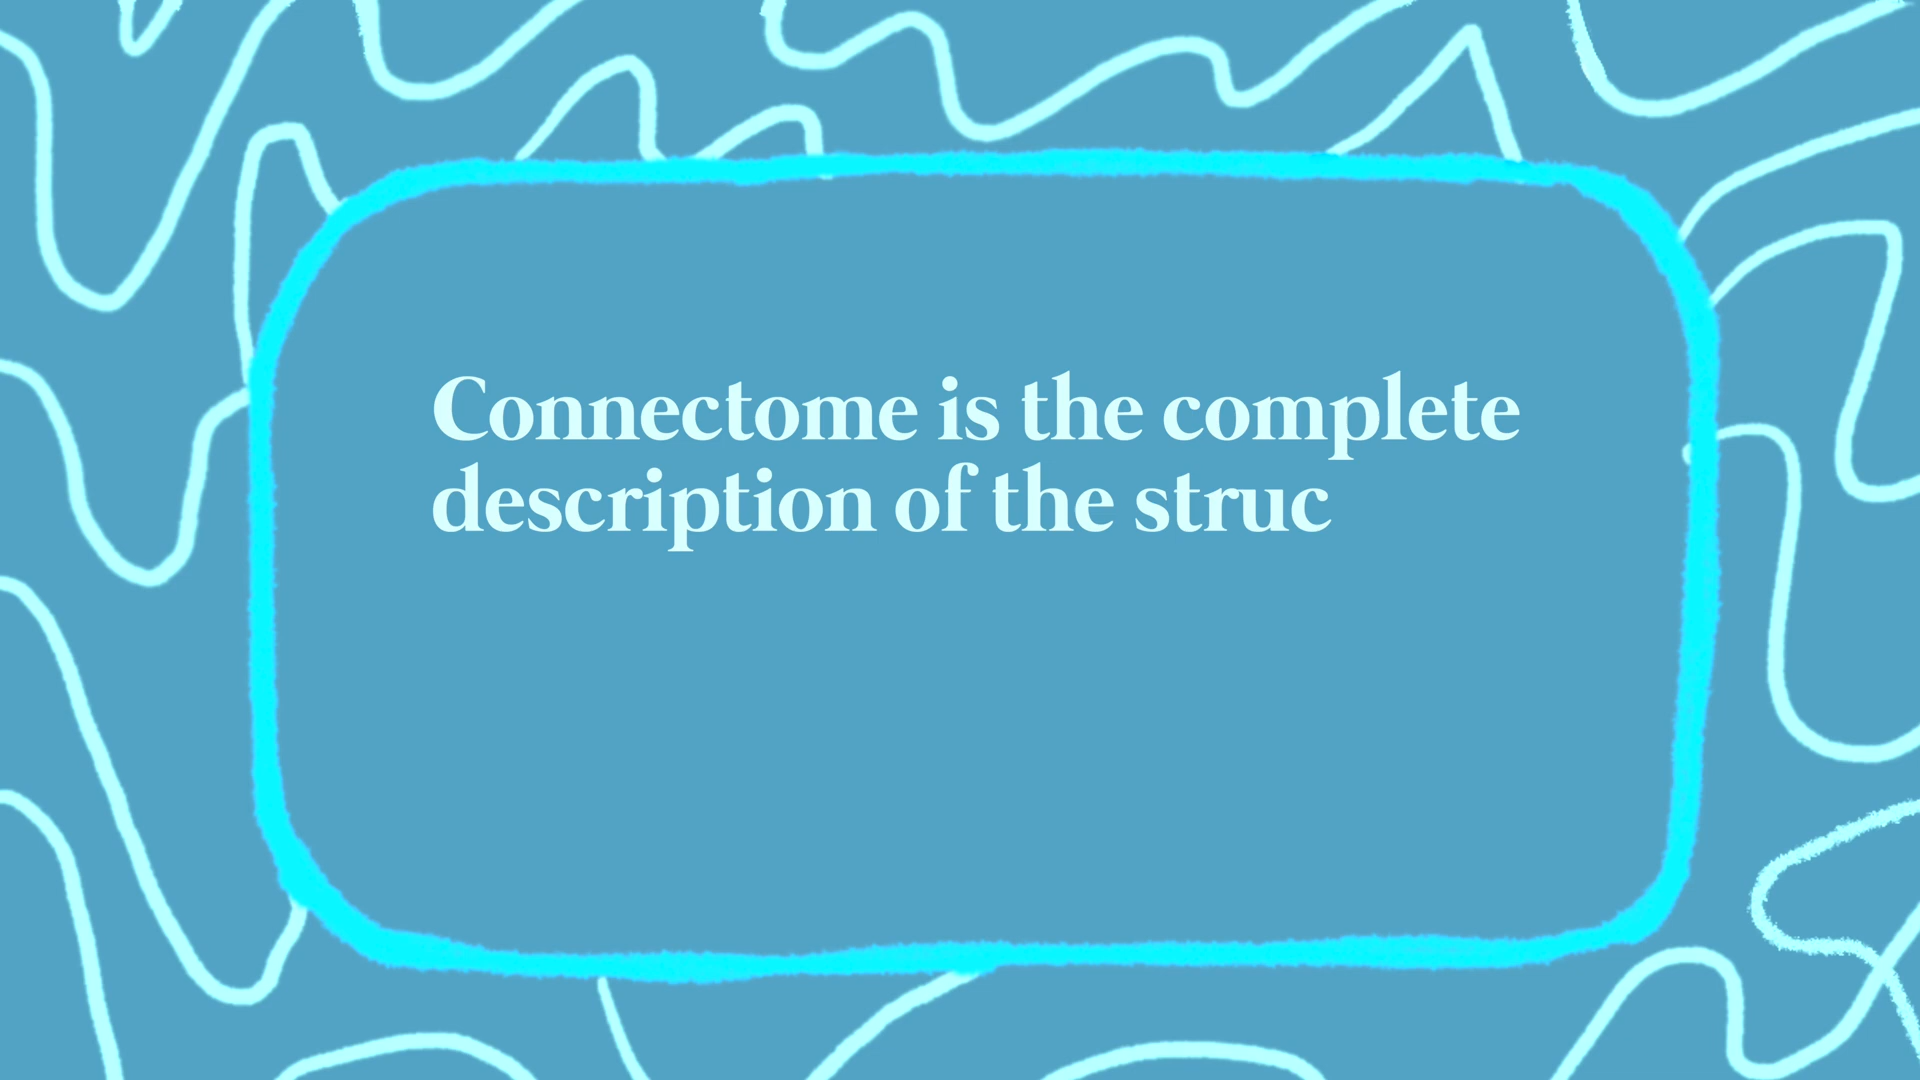 Connectome is the complete
description of the struc